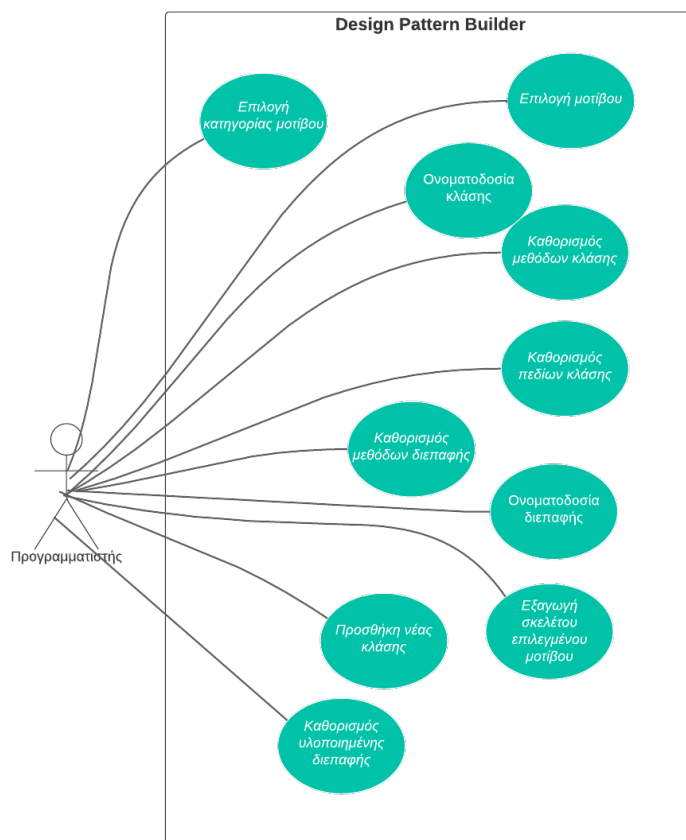 Design Pattern Builder
Επιλογή
κατηγορίας μοτίβου
Επιλογή μοτίβου
Ονοματοδοσία
κλάσης
Καθορισμός
μεθόδων κλάσης
Καθορισμός
πεδίων κλάσης
Καθορισμός
μεθόδων διεπαφής
Ονοματοδοσία
διεπαφής
Προγραμματιστής
Εξαγωγή
σκελέτού
επιλεγμένου
μοτίβου
Προσθήκη νέας
κλάσης
Καθορισμός
υλοποιημένης
διεπαφής